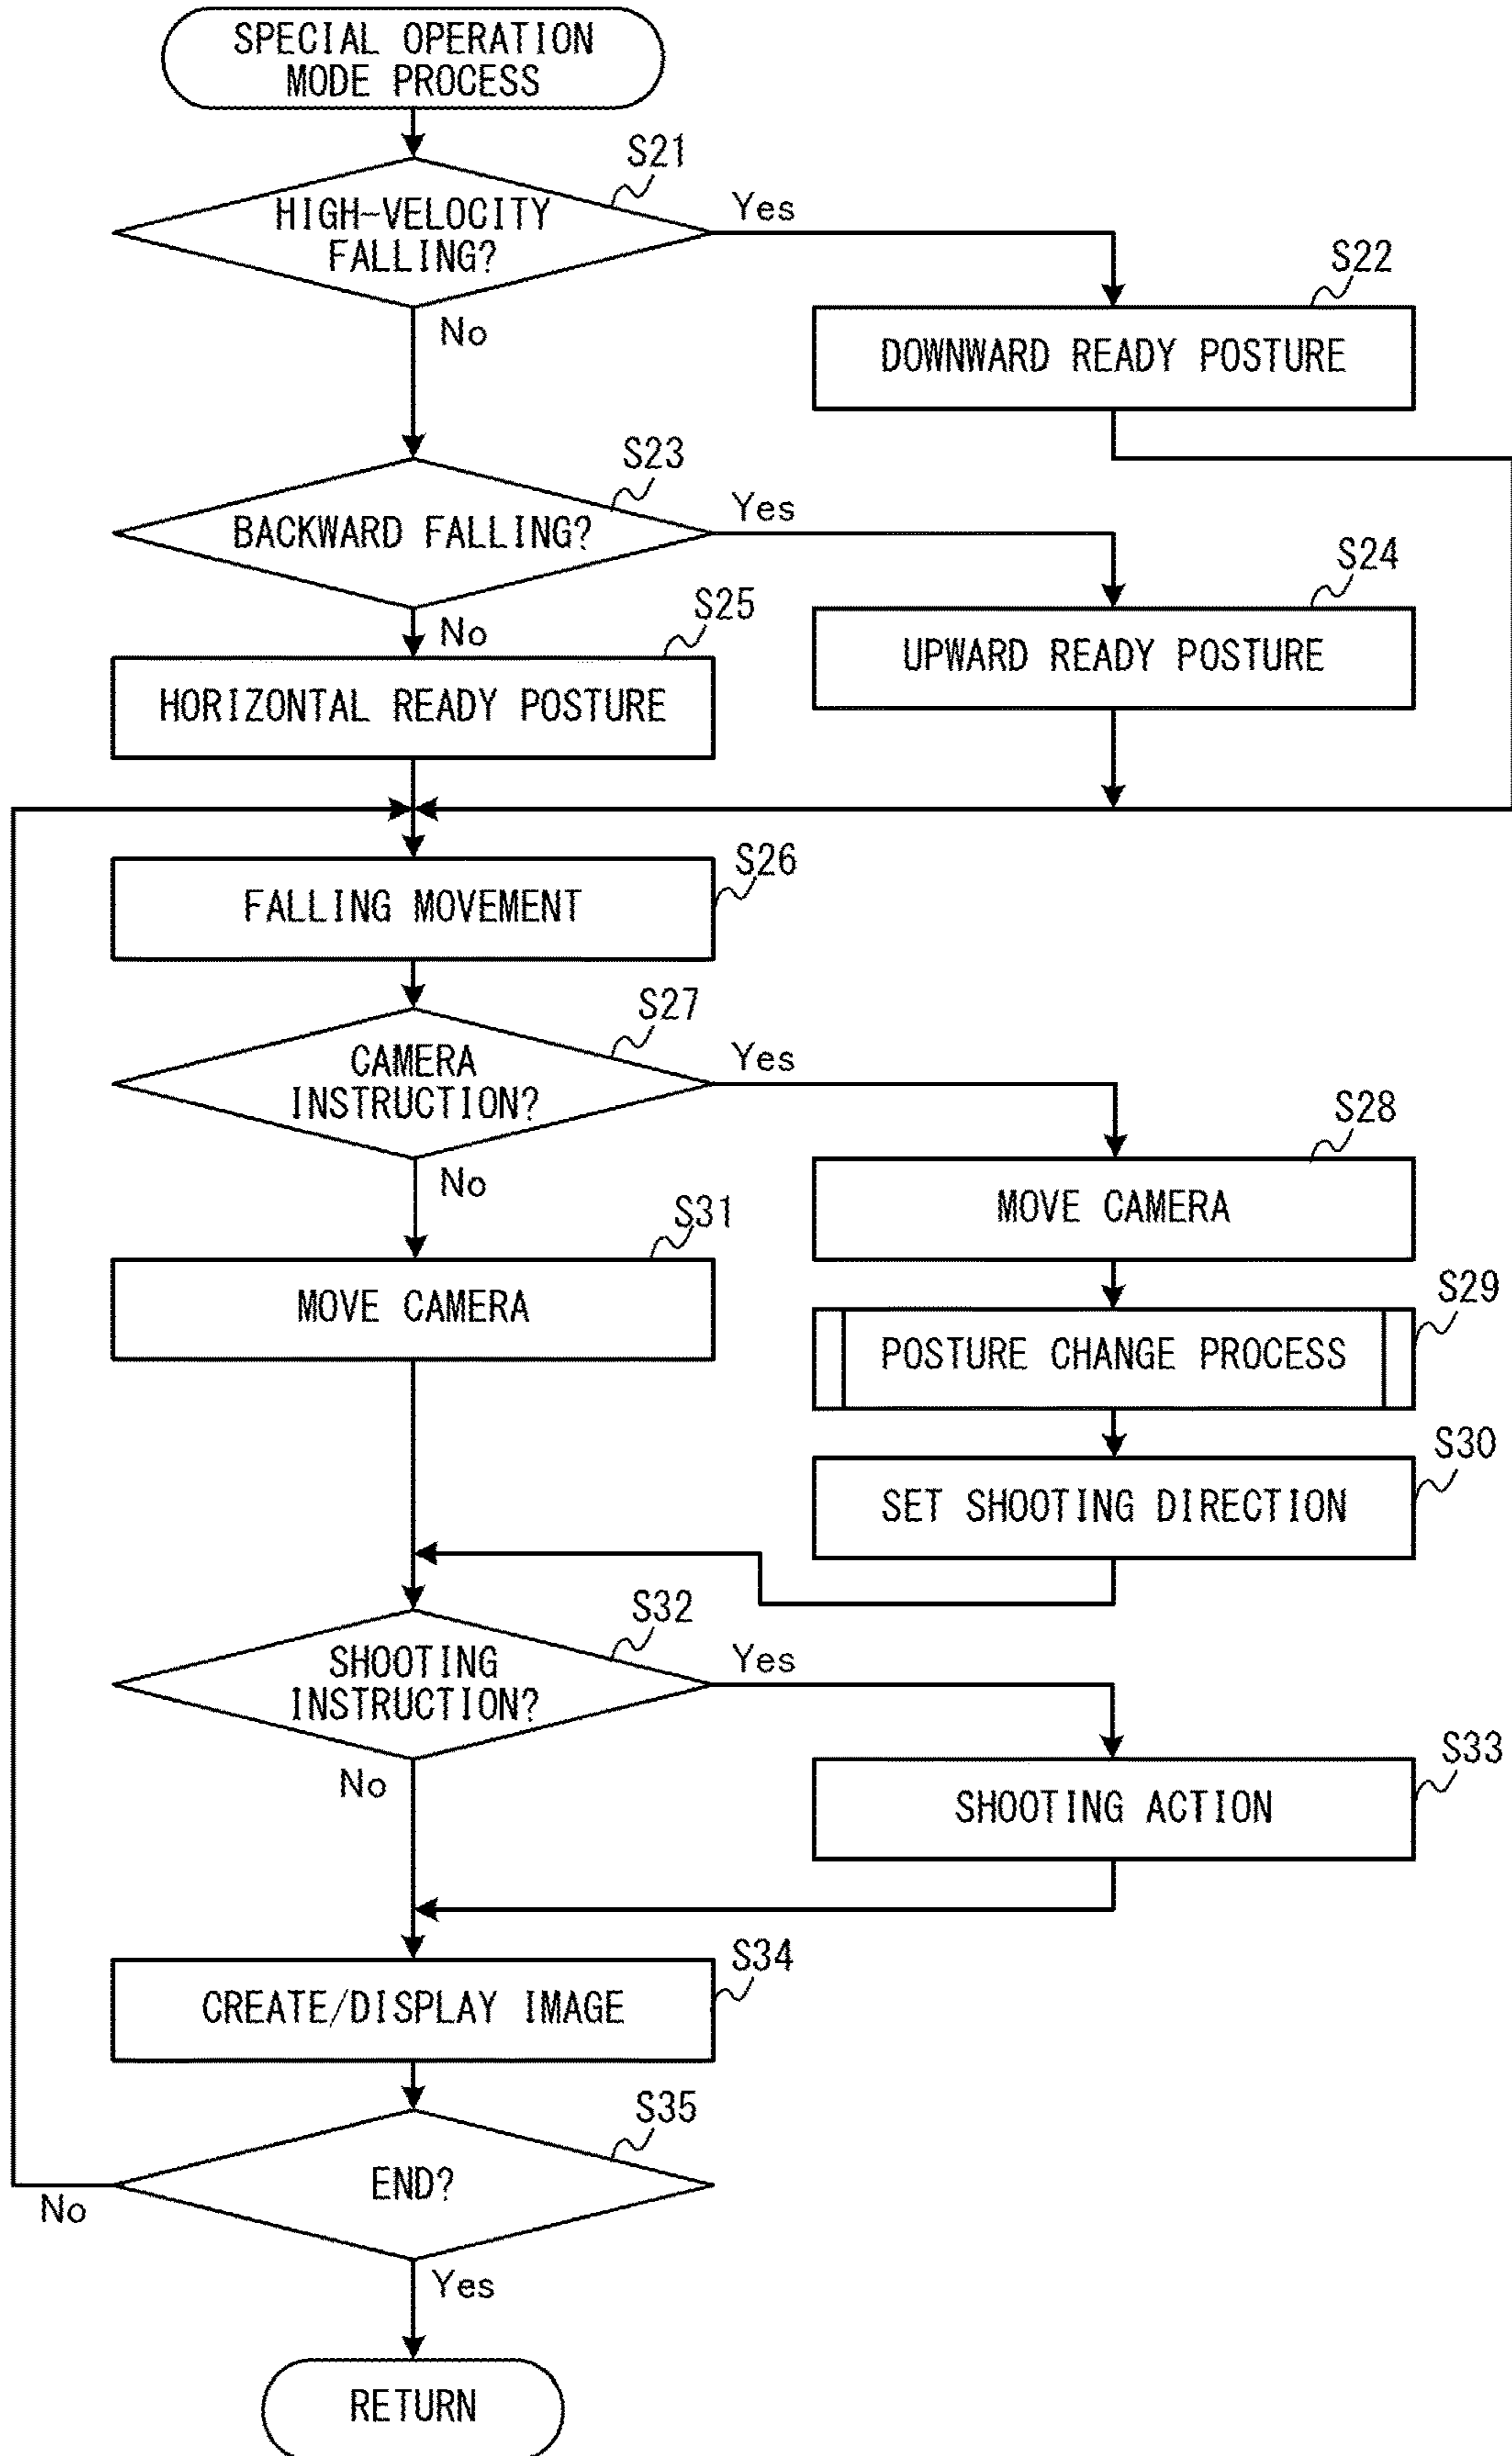 SPECIAL OPERATION
MODE PROCESS
S21
HIGH-VELOCITY
FALLING?
Yes
No
S22
DOWNWARD READY POSTURE
S23
BACKWARD FALLING?
Yes
No
S24
UPWARD READY POSTURE
S25
HORIZONTAL READY POSTURE
S26
FALLING MOVEMENT
S27
CAMERA
INSTRUCTION?
Yes
No
S28
MOVE CAMERA
S31
MOVE CAMERA
S29
POSTURE CHANGE PROCESS
S30
SET SHOOTING DIRECTION
S32
SHOOTING
INSTRUCTION?
Yes
No
S33
SHOOTING ACTION
S34
CREATE/DISPLAY IMAGE
S35
END?
No
Yes
RETURN